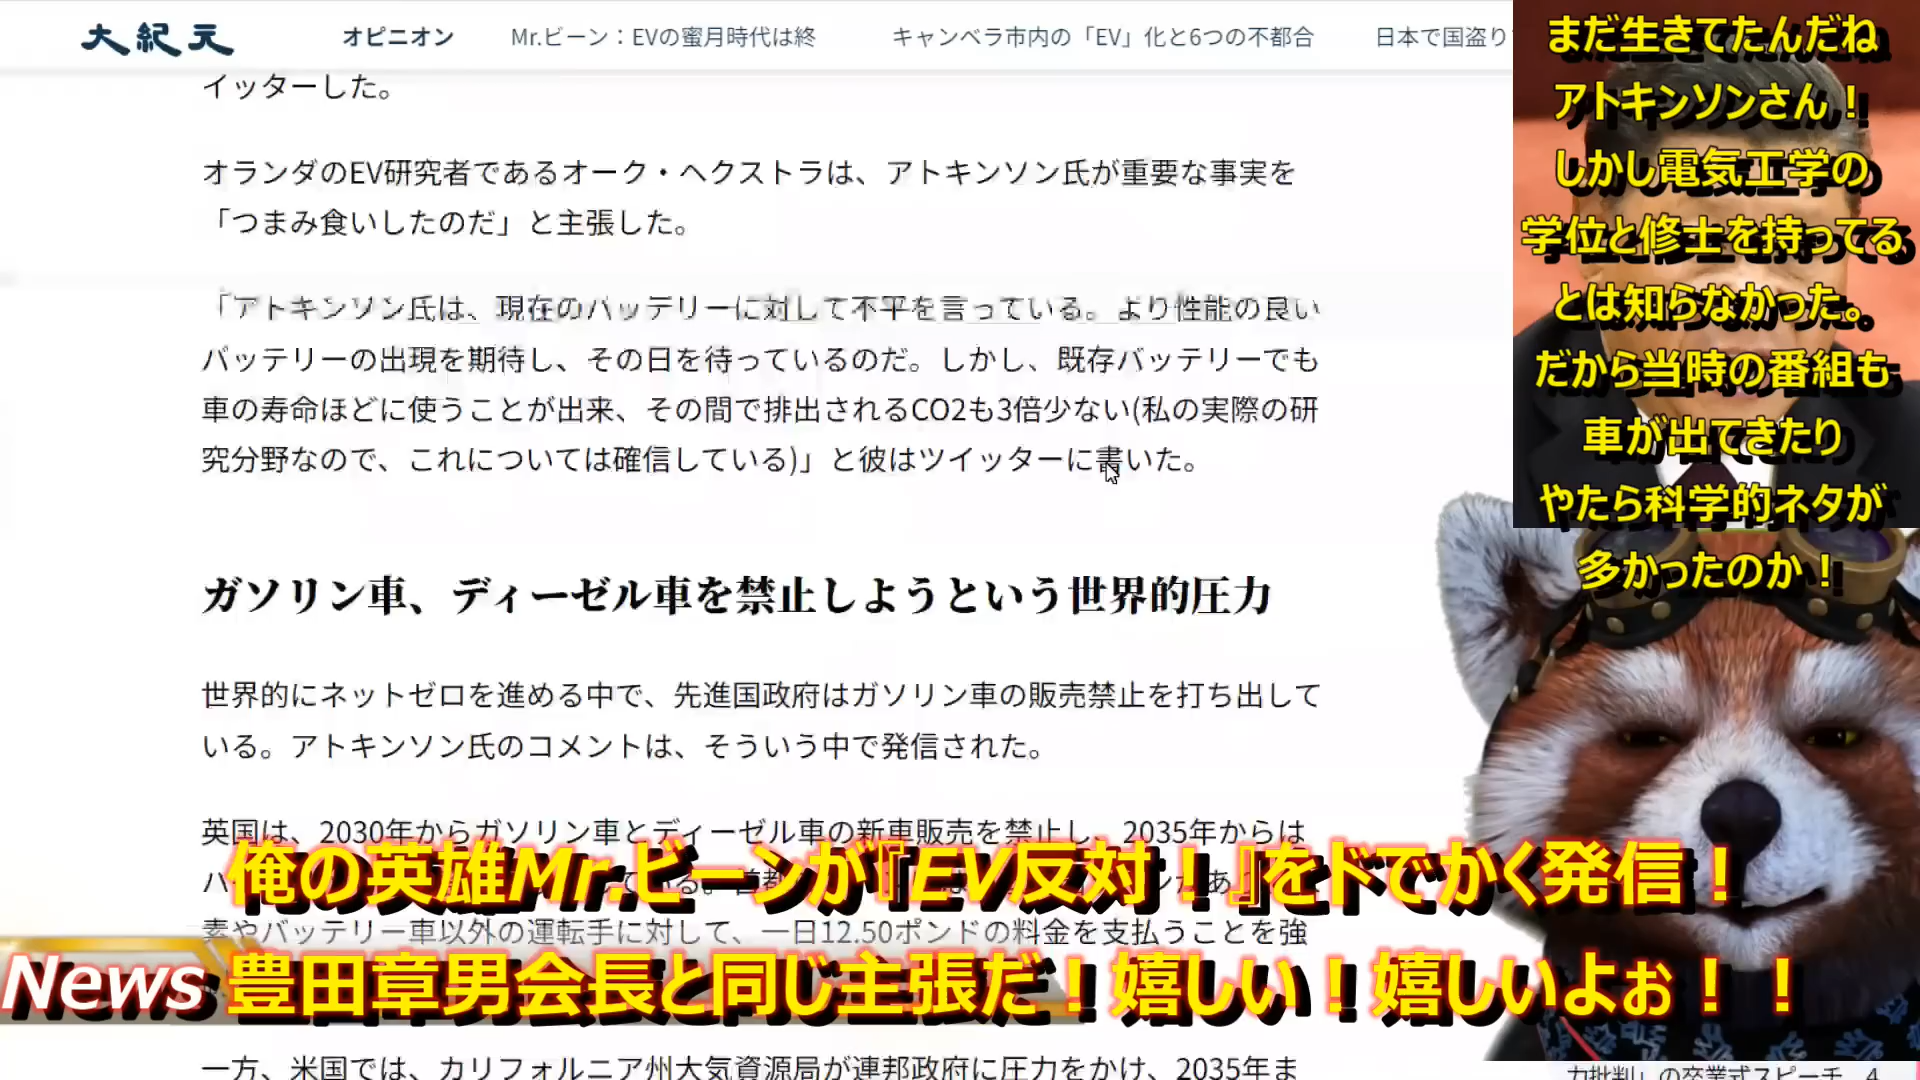 大紀元
オピニオン
Mr.ビーン：EVの蜜月時代は終
キャンベラ市内の「EV」化と6つの不都合
日本で国盗り
イッターした。
オランダのEV研究者であるオーク・ヘクストラは、アトキンソン氏が重要な事実を
「つまみ食いしたのだ」と主張した。
「アトキンソン氏は、現在のバッテリーに対して不平を言っている。より性能の良い
バッテリーの出現を期待し、その日を待っているのだ。しかし、既存バッテリーでも
車の寿命ほどに使うことが出来、その間で排出されるCO2も3倍少ない(私の実際の研
究分野なので、これについては確信している)」と彼はツイッターに書いた。
ガソリン車、ディーゼル車を禁止しようという世界的圧力
世界的にネットゼロを進める中で、先進国政府はガソリン車の販売禁止を打ち出して
いる。アトキンソン氏のコメントは、そういう中で発信された。
英国は、2030年からガソリン車とディーゼル車の新車販売を禁止し、2035年からは
ハ
素やバッテリー車以外の運転手に対して、一日12.50ポンドの料金を支払うことを強
一方、米国では、カリフォルニア州大気資源局が連邦政府に圧力をかけ、2035年ま
まだ生きてたんだね
アトキンソンさん！
しかし電気工学の
学位と修士を持ってる
とは知らなかった。
だから当時の番組も
車が出てきたり
やたら科学的ネタが
多かったのか！
俺の英雄Mr.ビーンが『EV反対！』をドでかく発信！
News
豊田章男会長と同じ主張だ！嬉しい！嬉しいよぉ！！
力批判」の卒業式スピーチ　4